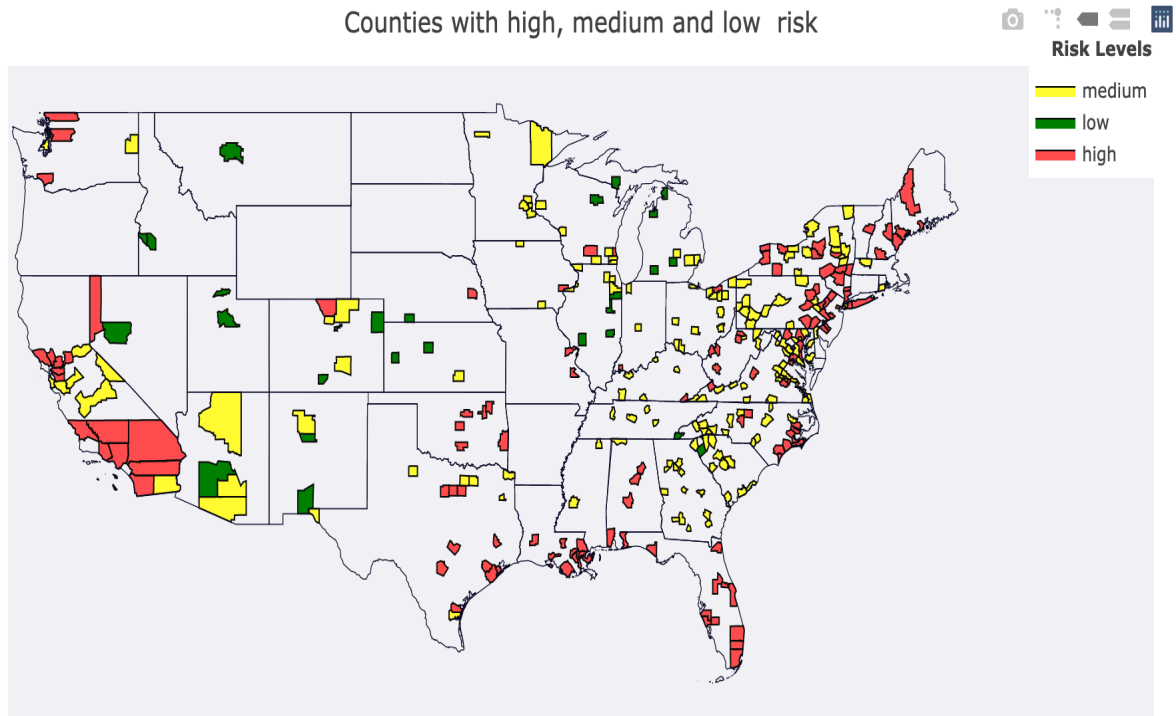 Counties with high, medium and low  risk
Risk Levels
medium
low
high